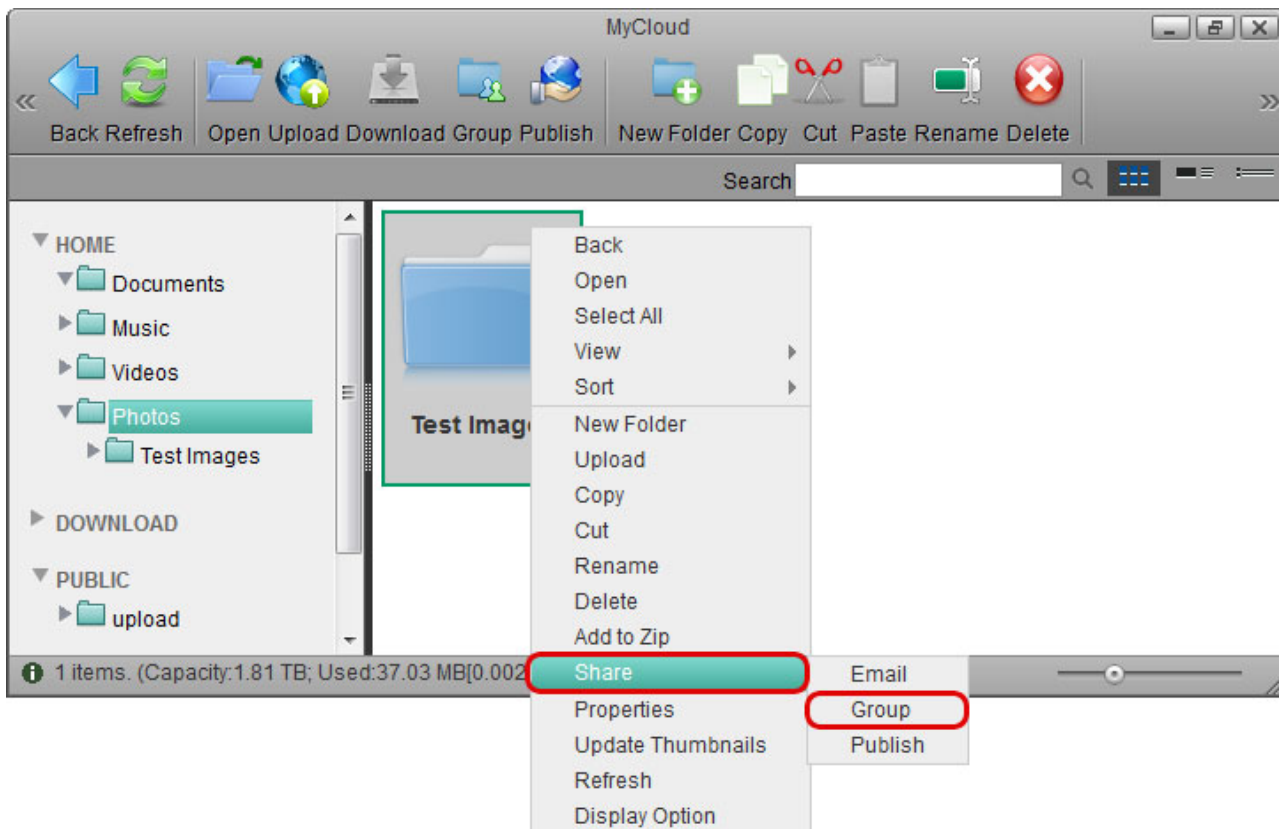 MyCloud
Back Refresh Open Upload Download Group Publish New Folder Copy Cut Paste Rename Delete
Search
HOME
Documents
Music
Videos
Photos
Test Images
DOWNLOAD
PUBLIC
upload
Test Imag
Back
Open
Select All
View
Sort
New Folder
Upload
Copy
Cut
Rename
Delete
Add to Zip
Share
Properties
Update Thumbnails
Refresh
Display Option
Email
Group
Publish
1 items. (Capacity:1.81 TB; Used:37.03 MB[0.002